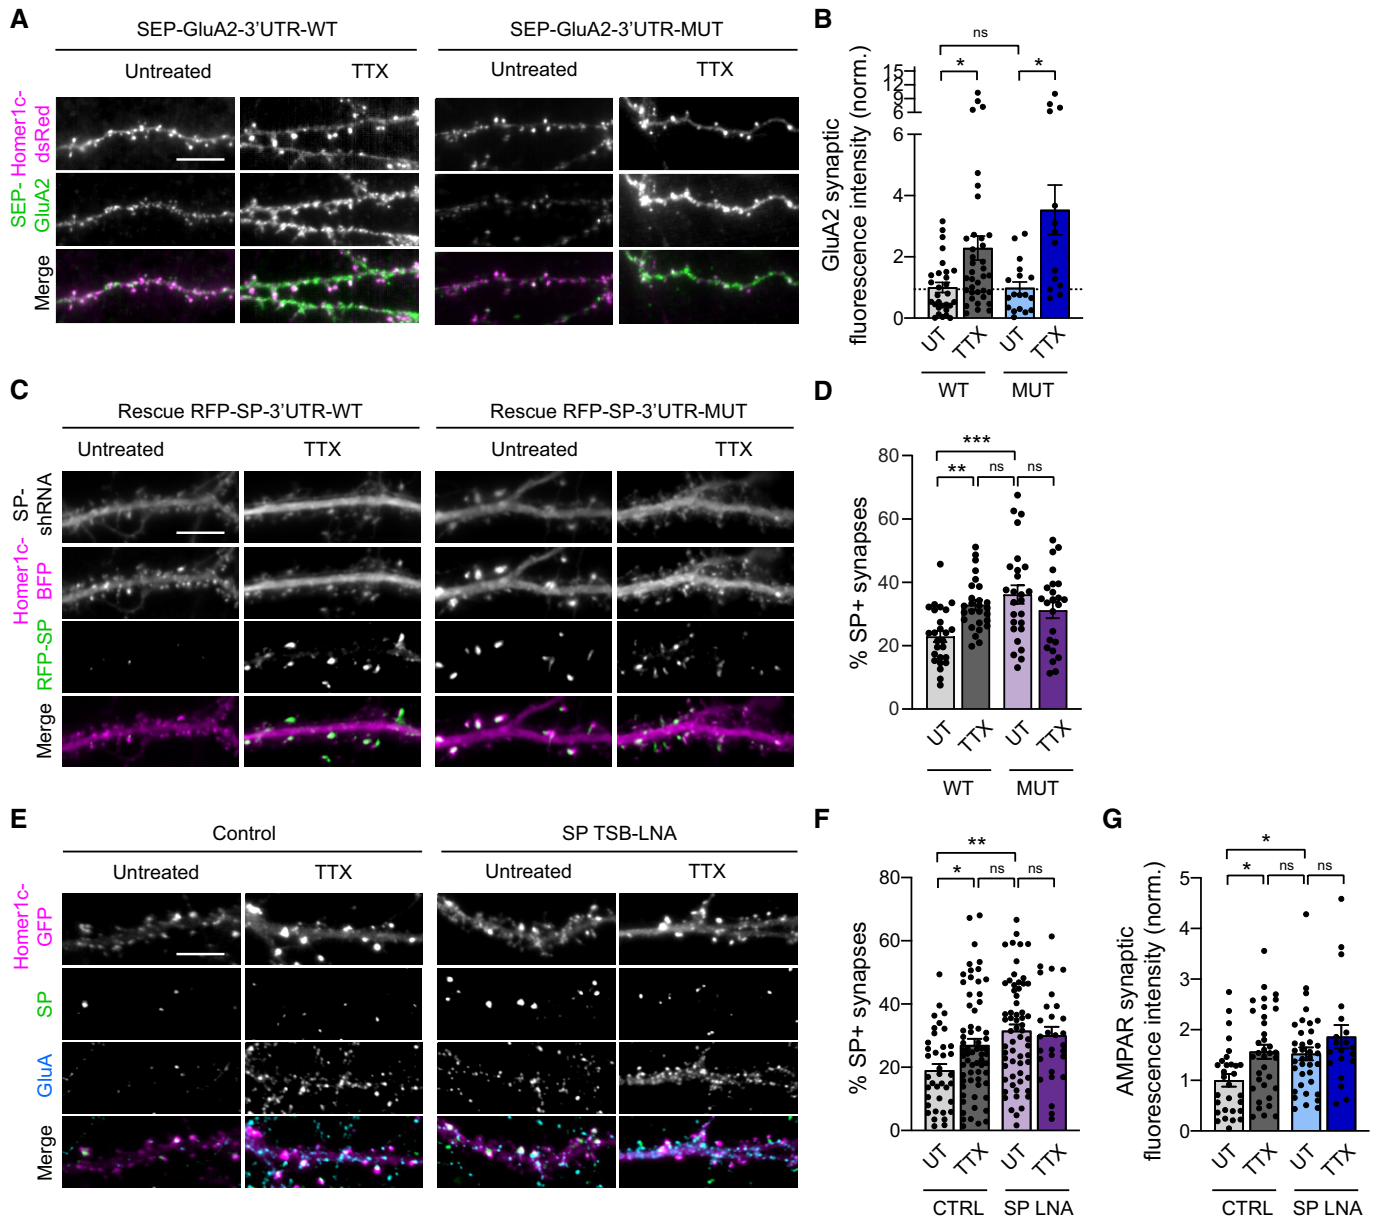 A
SEP-GluA2-3'UTR-WT
SEP-GluA2-3'UTR-MUT
Untreated
TTX
Untreated
TTX
Homer1c-
dsRed
SEP-
GluA2
Merge
B
GluA2 synaptic
fluorescence intensity (norm.)
15
12
9
6
6
4
2
0
ns
*
*
UT
TTX
UT
TTX
WT
MUT
C
Rescue RFP-SP-3'UTR-WT
Rescue RFP-SP-3'UTR-MUT
Untreated
TTX
Untreated
TTX
SP-
shRNA
Homer1c-
BFP
RFP-SP
Merge
D
% SP+ synapses
80
60
40
20
0
***
**
ns
ns
UT
TTX
UT
TTX
WT
MUT
E
Control
SP TSB-LNA
Untreated
TTX
Untreated
TTX
Homer1c-
GFP
SP
GluA
Merge
F
% SP+ synapses
80
60
40
20
0
**
*
ns
ns
UT
TTX
UT
TTX
CTRL
SP LNA
G
AMPAR synaptic
fluorescence intensity (norm.)
5
4
3
2
1
0
*
*
ns
ns
UT
TTX
UT
TTX
CTRL
SP LNA